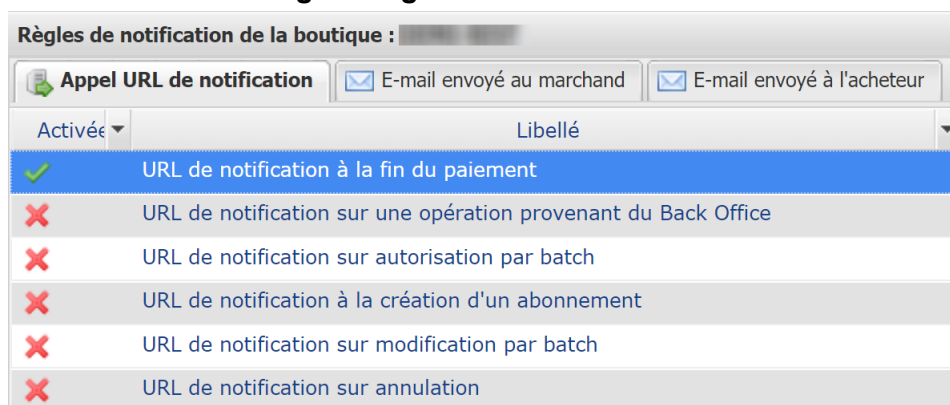 Règles de notification de la boutique :
Appel URL de notification E-mail envoyé au marchand E-mail envoyé à l'acheteur
Activée Libellé
URL de notification à la fin du paiement
URL de notification sur une opération provenant du Back Office
URL de notification sur autorisation par batch
URL de notification à la création d'un abonnement
URL de notification sur modification par batch
URL de notification sur annulation